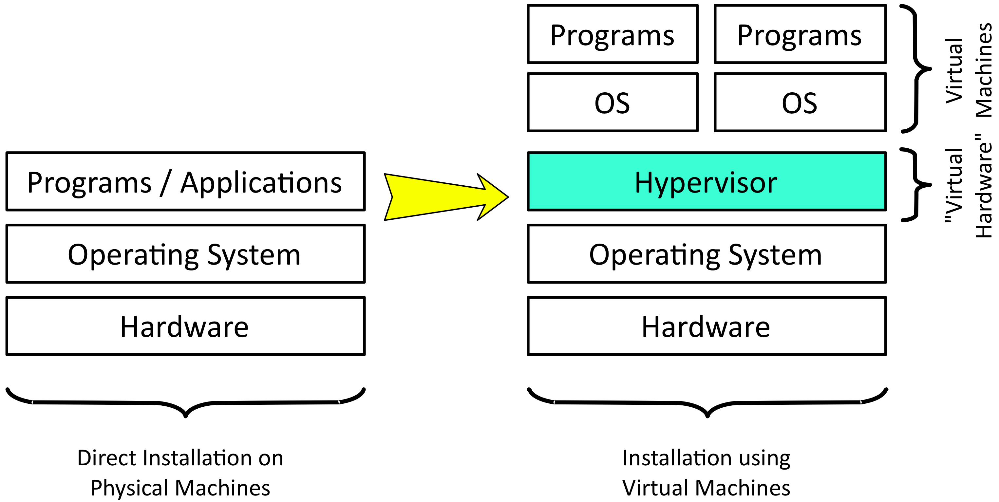 Programs
Programs
OS
OS
Virtual
Machines
Programs / Applications
Hypervisor
"Virtual
Hardware"
Operating System
Operating System
Hardware
Hardware
Direct Installation on
Physical Machines
Installation using
Virtual Machines